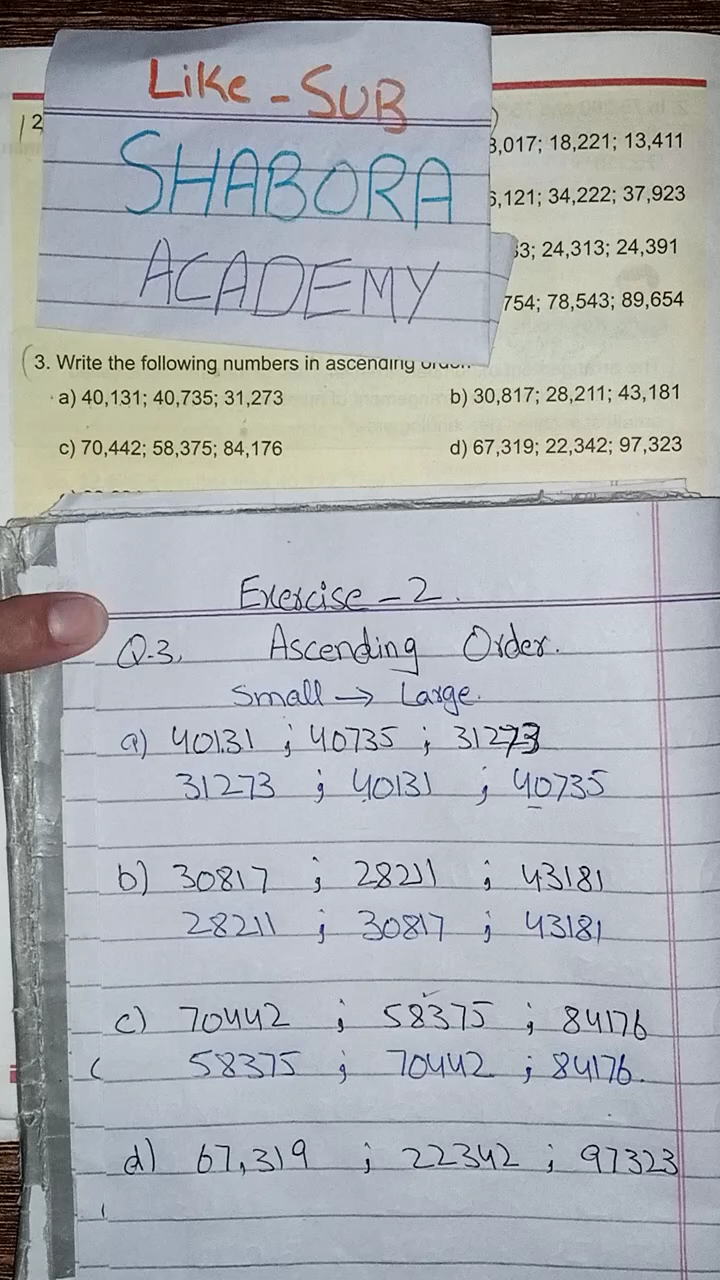 Like - SUB
SHABORA
ACADEMY
2
3,017; 18,221; 13,411
6,121; 34,222; 37,923
33; 24,313; 24,391
754; 78,543; 89,654
3. Write the following numbers in ascending
a) 40,131; 40,735; 31,273 b) 30,817; 28,211; 43,181
c) 70,442; 58,375; 84,176 d) 67,319; 22,342; 97,323
Exercise - 2.
Q.3. Ascending Order.
Small → Large.
a) 40131 ; 40735 ; 31273
31273 ; 40131 ; 40735
b) 30817 ; 28211 ; 43181
28211 ; 30817 ; 43181
c) 70442 ; 58375 ; 84176
58375 ; 70442 ; 84176.
d) 67,319 ; 22342 ; 97323